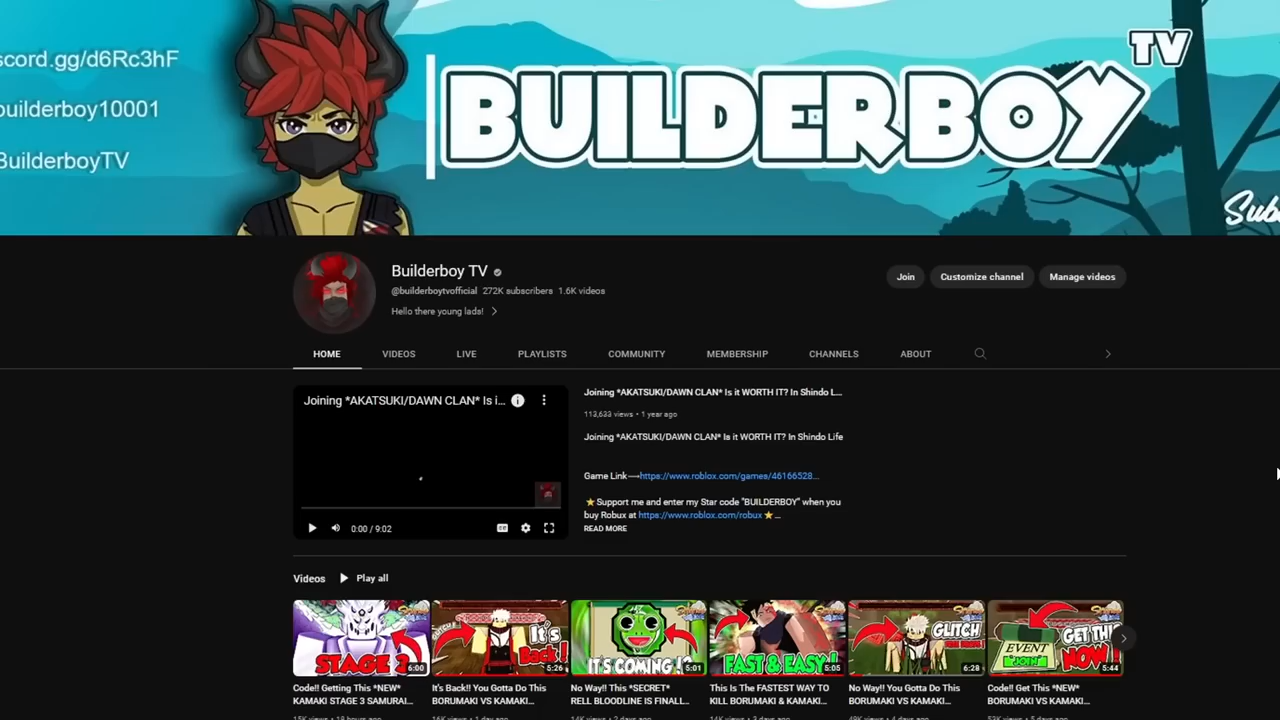 scord.gg/d6Rc3hF
builderboy10001
BuilderboyTV
BUILDERBOY TV
Sub
Builderboy TV
@builderboytvofficial 272K subscribers 1.6K videos
Hello there young lads!
Join
Customize channel
Manage videos
HOME VIDEOS LIVE PLAYLISTS COMMUNITY MEMBERSHIP CHANNELS ABOUT
Joining *AKATSUKI/DAWN CLAN* Is i...
0:00 / 9:02
Joining *AKATSUKI/DAWN CLAN* Is it WORTH IT? In Shindo L...
113,633 views • 1 year ago
Joining *AKATSUKI/DAWN CLAN* Is it WORTH IT? In Shindo Life
Game Link---›https://www.roblox.com/games/46166528...
⭐Support me and enter my Star code "BUILDERBOY" when you
buy Robux at https://www.roblox.com/robux ⭐...
READ MORE
Videos
Play all
STAGE
6:00
It's Back!
5:26
IT'S COMING !?
5:01
FAST & EASY!
5:05
GLITCH
6:28
EVENT
JOIN
GET THIS
NOW!
5:44
Code!! Getting This *NEW*
KAMAKI STAGE 3 SAMURAI...
It's Back!! You Gotta Do This
BORUMAKI VS KAMAKI...
No Way!! This *SECRET*
RELL BLOODLINE IS FINALL...
This Is The FASTEST WAY TO
KILL BORUMAKI & KAMAKI...
No Way!! You Gotta Do This
BORUMAKI VS KAMAKI...
Code!! Get This *NEW*
BORUMAKI VS KAMAKI...